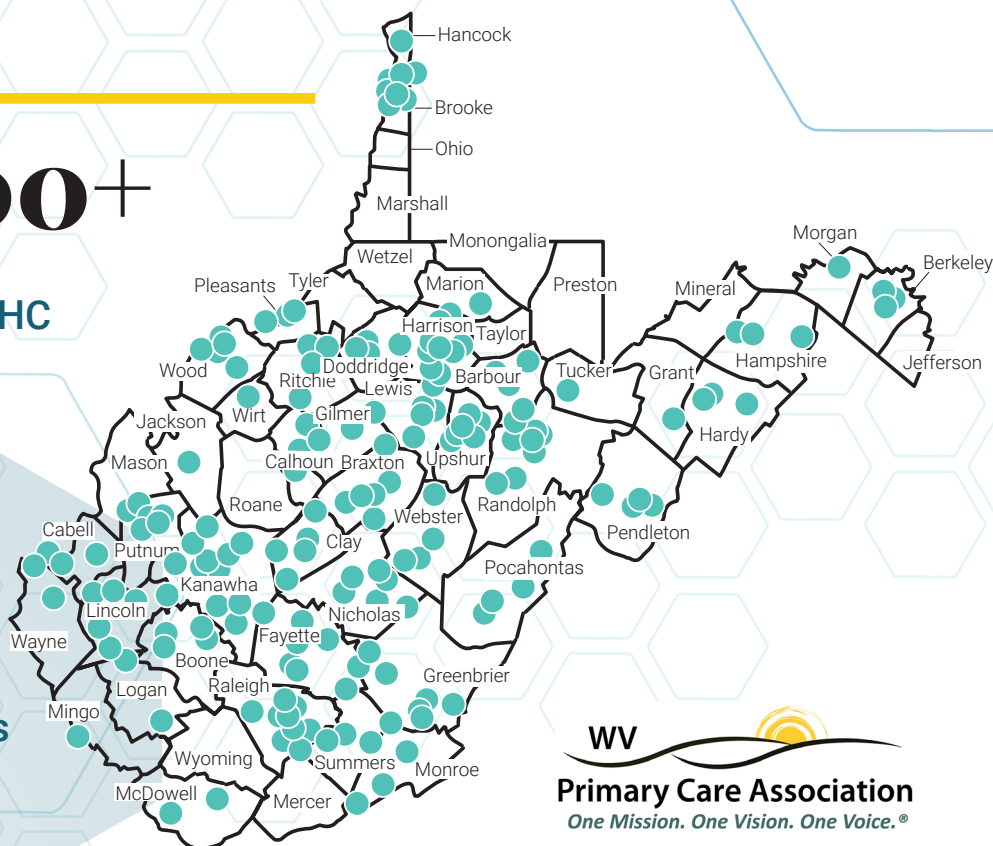 Hancock
Brooke
Ohio
Marshall
Wetzel
Monongalia
Morgan
Berkeley
Pleasants
Tyler
Marion
Preston
Mineral
HC
Harrison
Taylor
Wood
Doddridge
Ritchie
Lewis
Barbour
Tucker
Grant
Hampshire
Jefferson
Jackson
Wirt
Gilmer
Hardy
Mason
Calhoun
Braxton
Upshur
Roane
Webster
Randolph
Cabell
Putnum
Clay
Pendleton
Kanawha
Pocahontas
Lincoln
Nicholas
Wayne
Fayette
Boone
Greenbrier
Logan
Raleigh
Mingo
s
Wyoming
Summers
Monroe
McDowell
Mercer
WV
Primary Care Association
One Mission. One Vision. One Voice.®